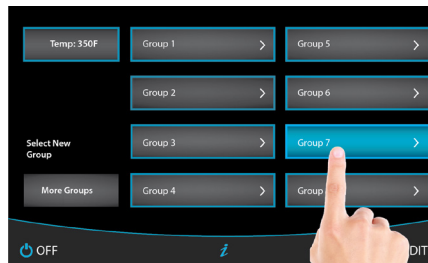 Temp: 350F
Group 1
Group 5
Group 2
Group 6
Select New
Group
Group 3
Group 7
More Groups
Group 4
Group
OFF
i
DIT